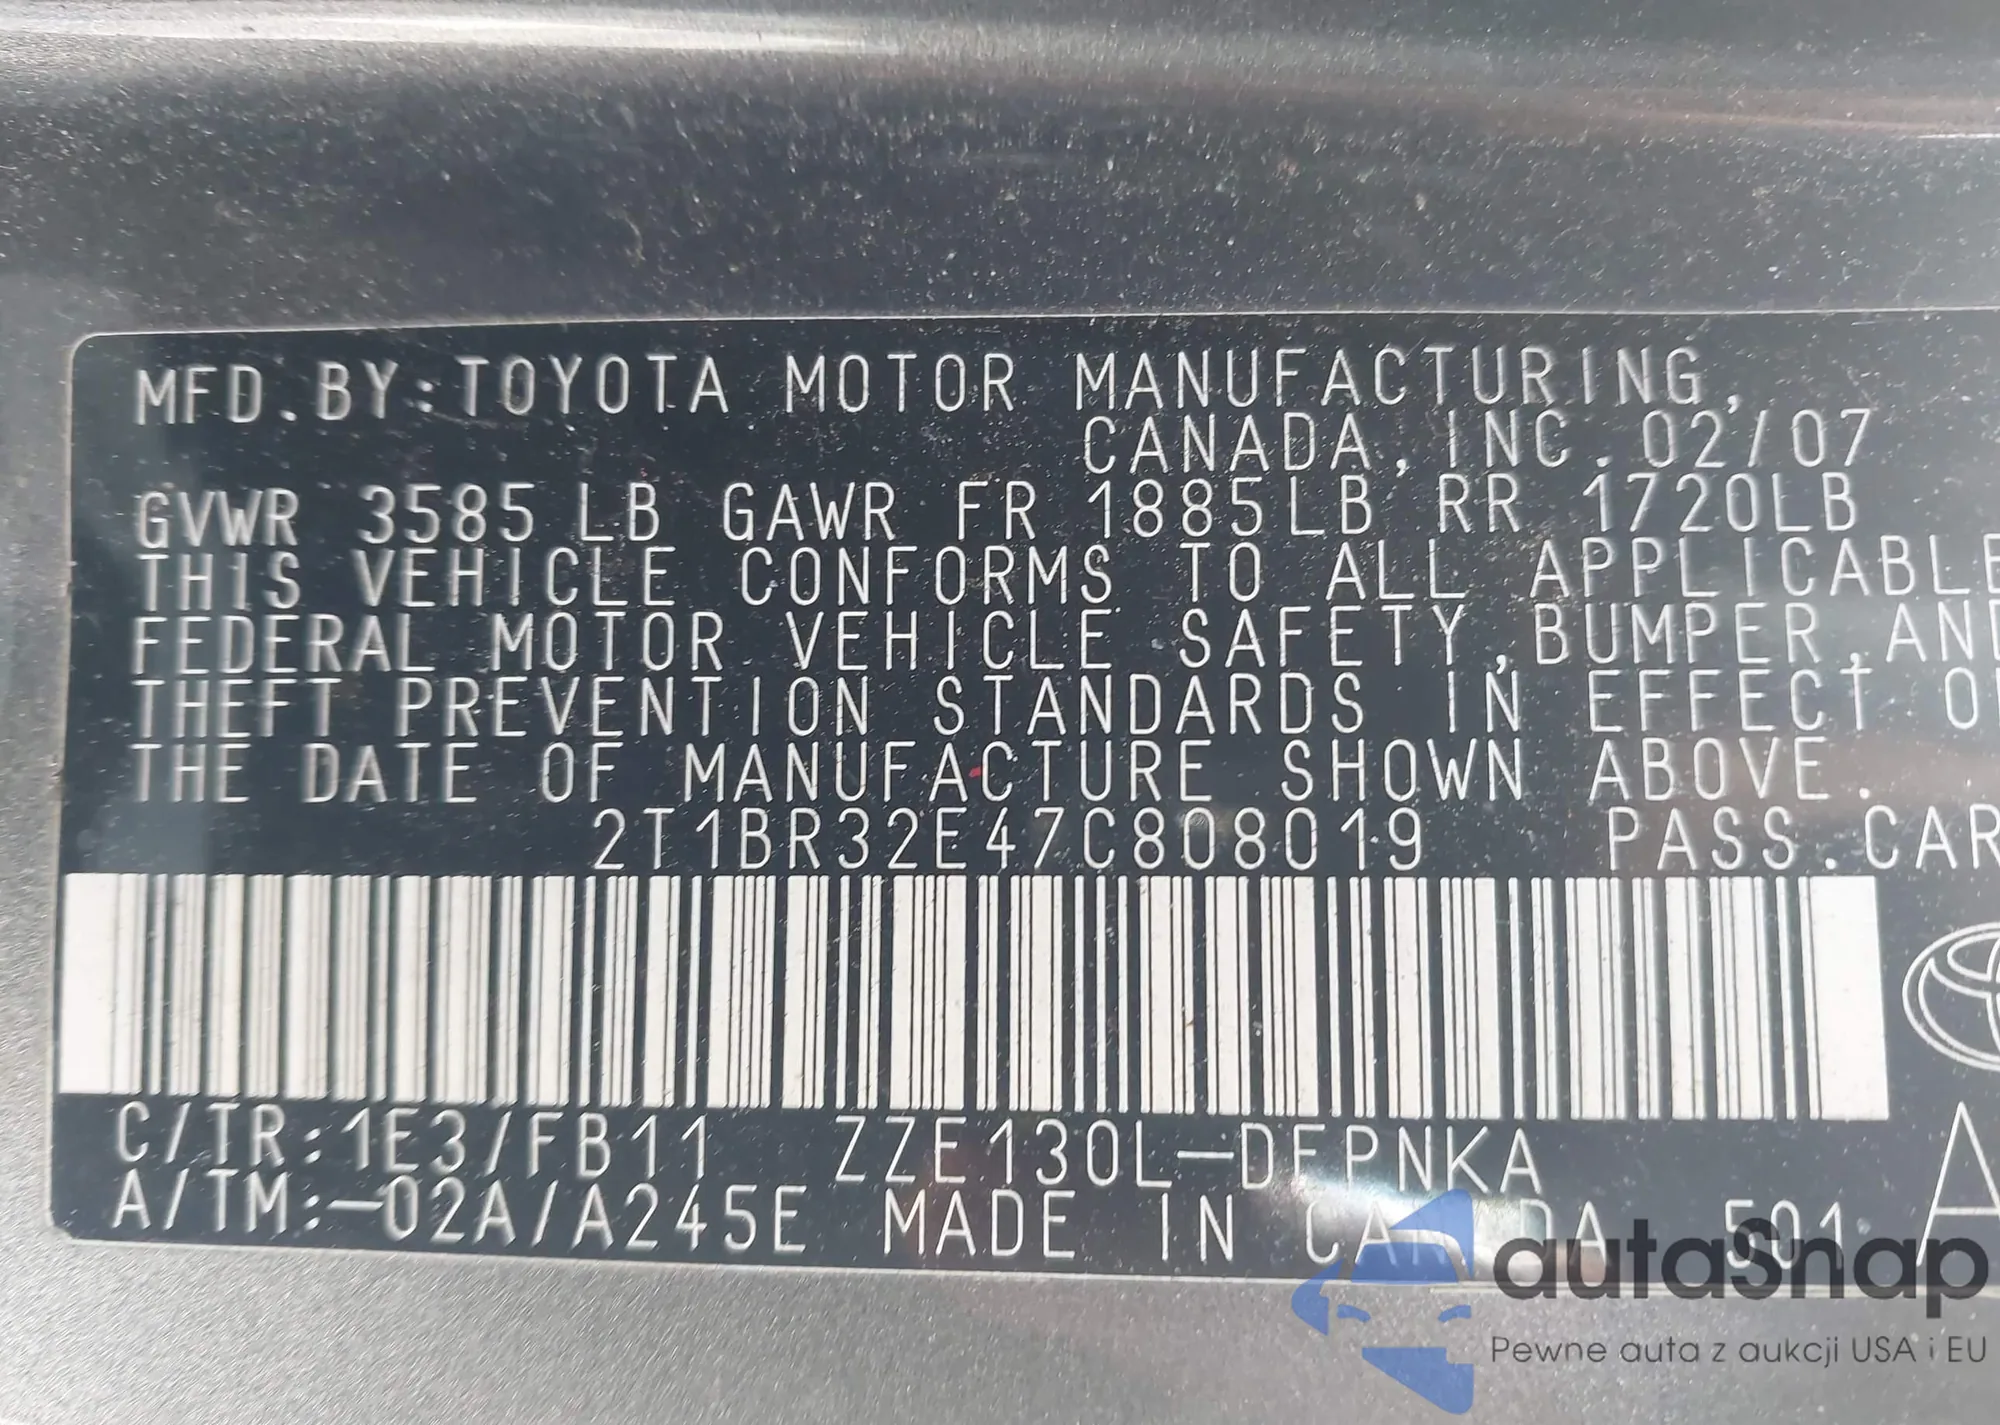 MFD.BY:TOYOTA MOTOR MANUFACTURING,
CANADA, INC. 02/07
GVWR 3585 LB GAWR FR 1885LB RR 1720LB
THIS VEHICLE CONFORMS TO ALL APPLICABLE
FEDERAL MOTOR VEHICLE SAFETY, BUMPER, AND
THEFT PREVENTION STANDARDS IN EFFECT O
THE DATE OF MANUFACTURE SHOWN ABOVE.
2T1BR32E47C808019 PASS.CAR
C/TR:1E3/FB11 ZZE130L-DEPNKA
A/TM:-02A/A245E MADE IN CANADA 501 A
autaSnap
Pewne auta z aukcji USA i EU